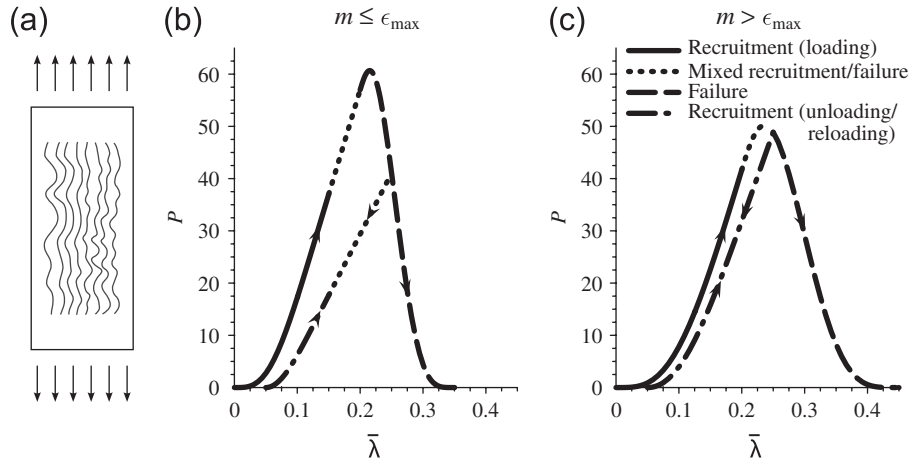 (a)
(b)
m ≤ ϵmax
P
60
50
40
30
20
10
0
0
0.1
0.2
0.3
0.4
λ̄
(c)
m > ϵmax
Recruitment (loading)
Mixed recruitment/failure
Failure
Recruitment (unloading/
reloading)
P
60
50
40
30
20
10
0
0
0.1
0.2
0.3
0.4
λ̄